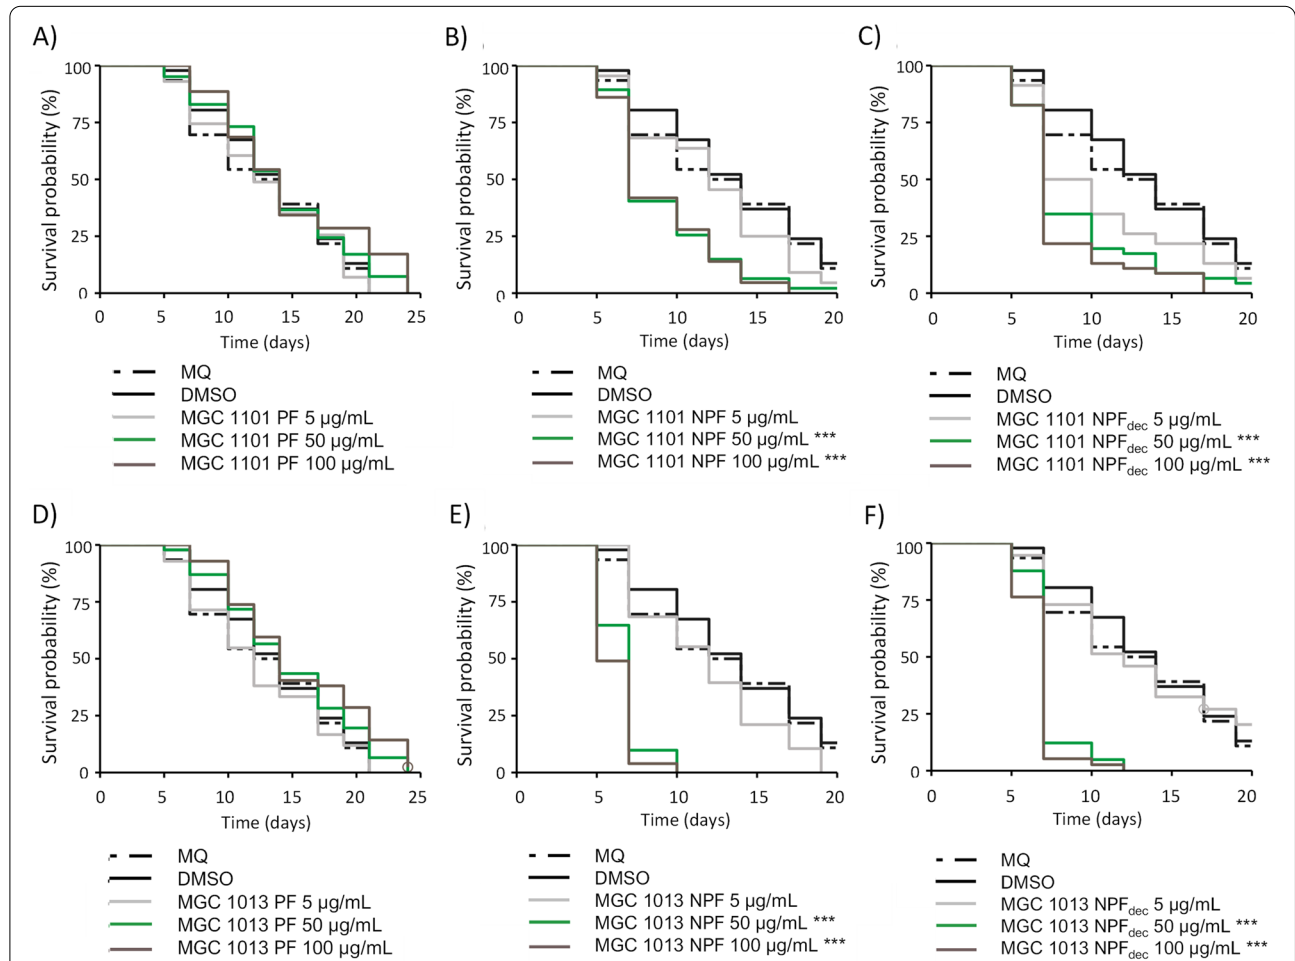 A)
Survival probability (%)
100
75
50
25
0
0 5 10 15 20 25
Time (days)
MQ
DMSO
MGC 1101 PF 5 µg/mL
MGC 1101 PF 50 µg/mL
MGC 1101 PF 100 µg/mL
B)
Survival probability (%)
100
75
50
25
0
0 5 10 15 20
Time (days)
MQ
DMSO
MGC 1101 NPF 5 µg/mL
MGC 1101 NPF 50 µg/mL ***
MGC 1101 NPF 100 µg/mL ***
C)
Survival probability (%)
100
75
50
25
0
0 5 10 15 20
Time (days)
MQ
DMSO
MGC 1101 NPFdec 5 µg/mL
MGC 1101 NPFdec 50 µg/mL ***
MGC 1101 NPFdec 100 µg/mL ***
D)
Survival probability (%)
100
75
50
25
0
0 5 10 15 20 25
Time (days)
MQ
DMSO
MGC 1013 PF 5 µg/mL
MGC 1013 PF 50 µg/mL
MGC 1013 PF 100 µg/mL
E)
Survival probability (%)
100
75
50
25
0
0 5 10 15 20
Time (days)
MQ
DMSO
MGC 1013 NPF 5 µg/mL
MGC 1013 NPF 50 µg/mL ***
MGC 1013 NPF 100 µg/mL ***
F)
Survival probability (%)
100
75
50
25
0
0 5 10 15 20
Time (days)
MQ
DMSO
MGC 1013 NPFdec 5 µg/mL
MGC 1013 NPFdec 50 µg/mL ***
MGC 1013 NPFdec 100 µg/mL ***